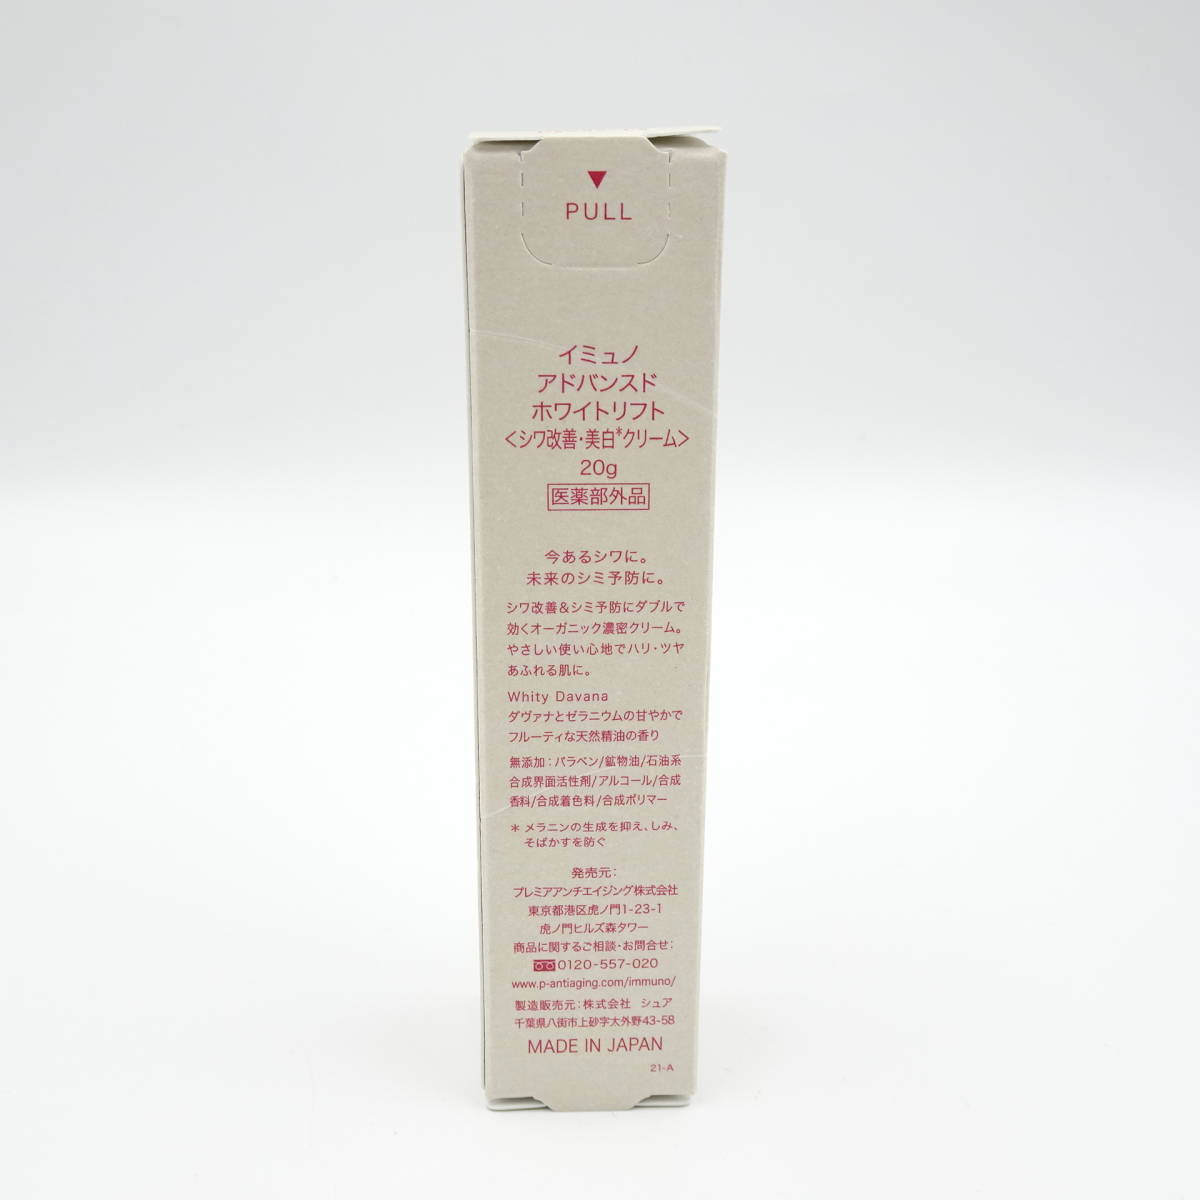 ▼
PULL
イミュノ
アドバンスド
ホワイトリフト
<シワ改善・美白*クリーム>
20g
医薬部外品
今あるシワに。
未来のシミ予防に。
シワ改善&シミ予防にダブルで
効くオーガニック濃密クリーム。
やさしい使い心地でハリ・ツヤ
あふれる肌に。
Whity Davana
ダヴァナとゼラニウムの甘やかで
フルーティな天然精油の香り
無添加:パラベン/鉱物油/石油系
合成界面活性剤/アルコール/合成
香料/合成着色料/合成ポリマー
* メラニンの生成を抑え、しみ、
そばかすを防ぐ
発売元:
プレミアアンチエイジング株式会社
東京都港区虎ノ門1-23-1
虎ノ門ヒルズ森タワー
商品に関するご相談・お問合せ:
0120-557-020
www.p-antiaging.com/immuno/
製造販売元:株式会社 シュア
千葉県八街市上砂字大外野43-58
MADE IN JAPAN
21-A